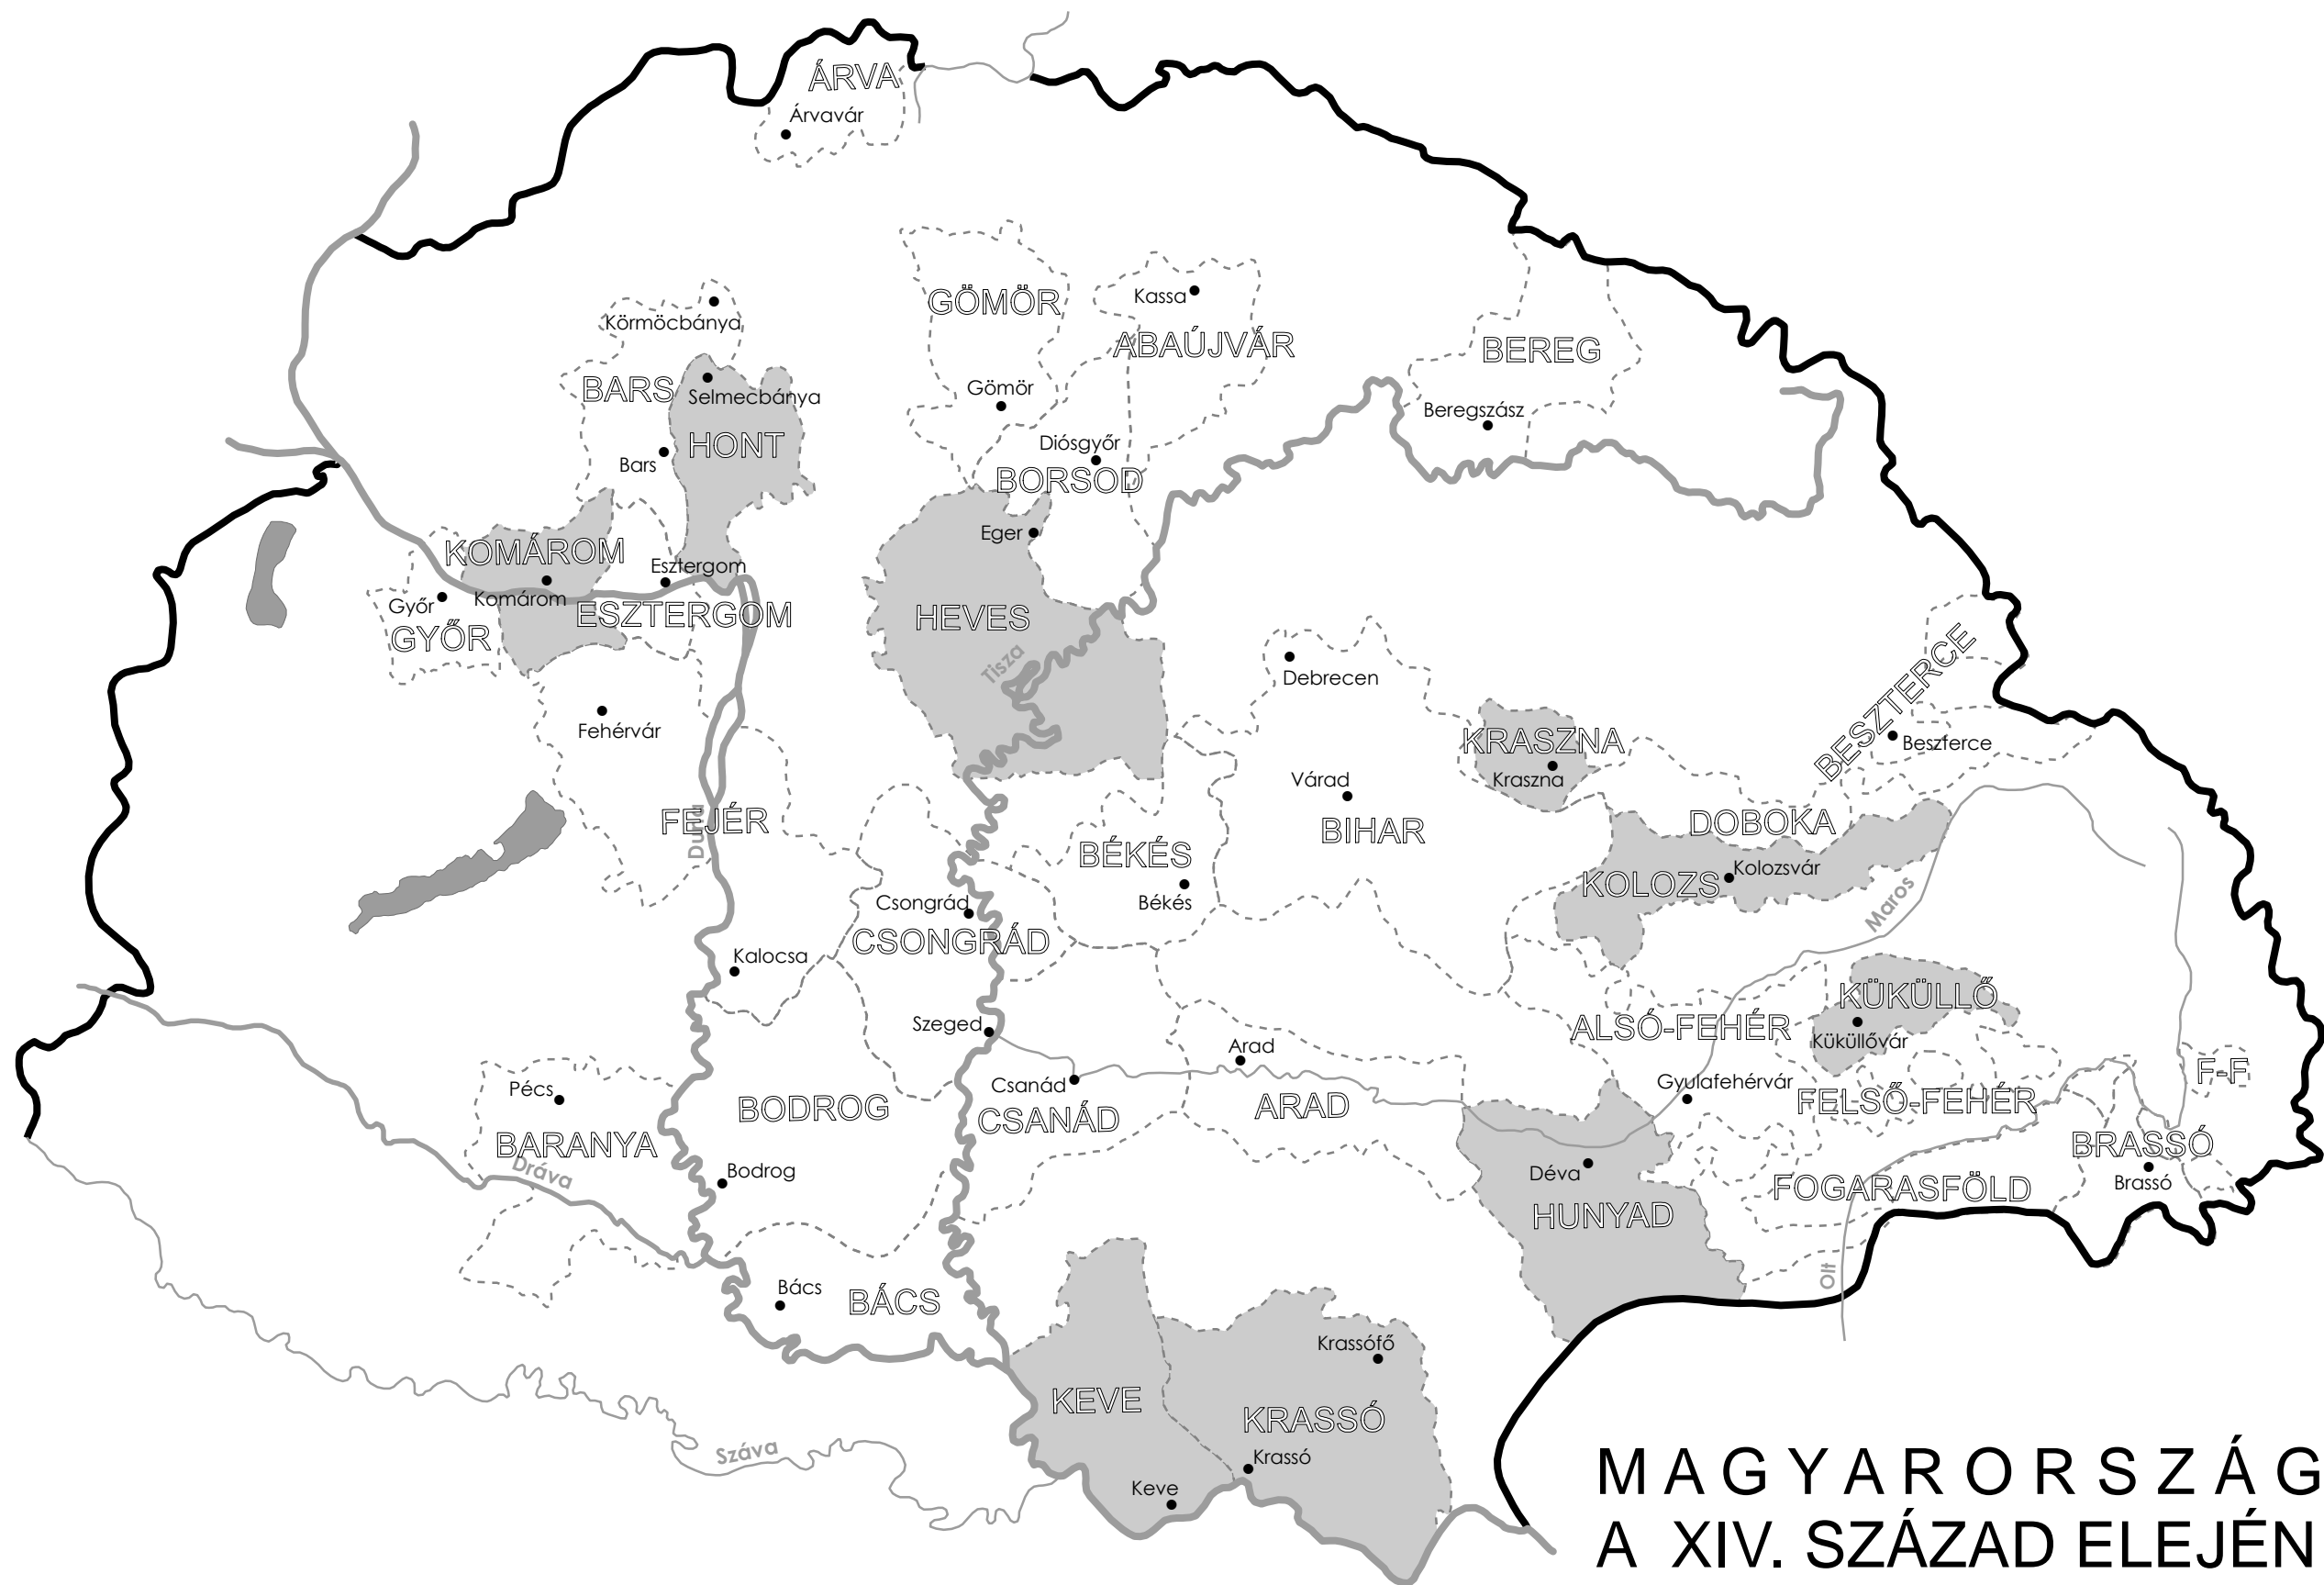 ÁRVA
Árvavár
GÖMÖR
Kassa
Körmöcbánya
ABAÚJVÁR
BEREG
BARS
Selmecbánya
Gömör
Beregszász
HONT
Diósgyőr
Bars
BORSOD
Eger
KOMÁROM
Esztergom
Komárom
Győr
ESZTERGOM
GYŐR
HEVES
Tisza
Debrecen
BESZTERCE
Fehérvár
KRASZNA
Beszferce
Várad
Kraszna
FEJÉR
Duna
BIHAR
DOBOKA
BÉKÉS
Kolozsvár
KOLOZS
Csongrád
Békés
Maros
CSONGRÁD
Kalocsa
KÜKÜLLŐ
Szeged
ALSÓ-FEHÉR
Küküllővár
Arad
F-F
Pécs
Csanád
Gyulafehérvár
BODROG
CSANÁD
ARAD
FELSŐ-FEHÉR
BARANYA
BRASSÓ
Dráva
Bodrog
Déva
Brassó
FOGARASFÖLD
HUNYAD
Olt
Bács
BÁCS
Krassófő
KEVE
KRASSÓ
Száva
Krassó
Keve
MAGYARORSZÁG
A XIV. SZÁZAD ELEJÉN